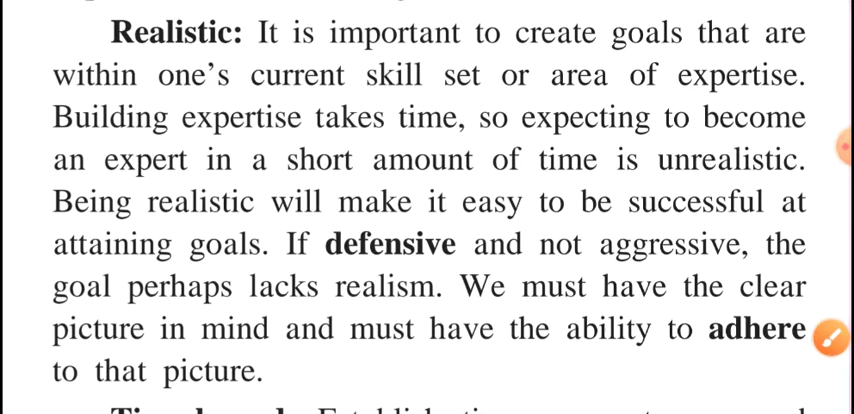 Realistic: It is important to create goals that are
within one’s current skill set or area of expertise.
Building expertise takes time, so expecting to become
an expert in a short amount of time is unrealistic.
Being realistic will make it easy to be successful at
attaining goals. If defensive and not aggressive, the
goal perhaps lacks realism. We must have the clear
picture in mind and must have the ability to adhere
to that picture.